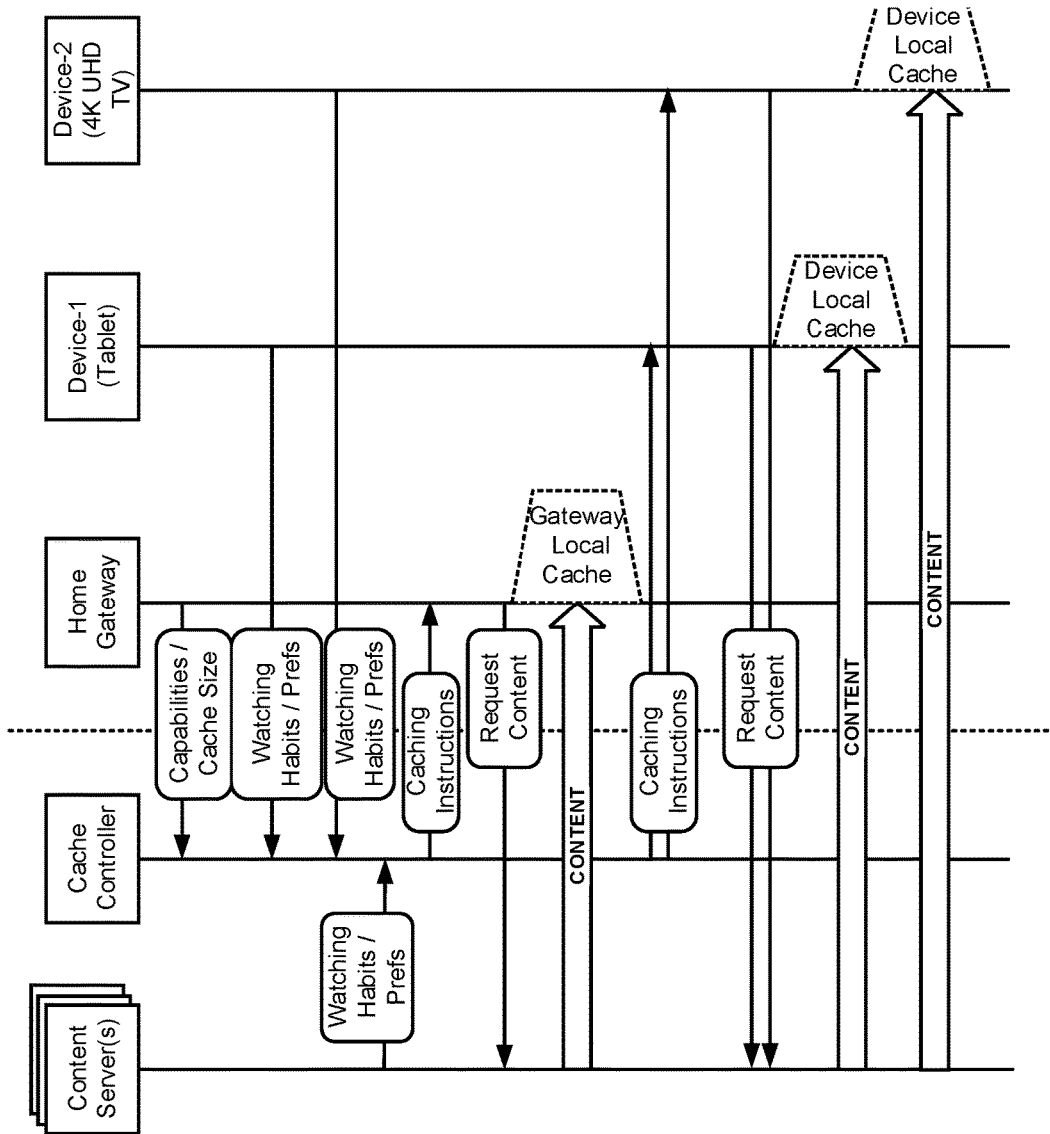 Content
Server(s)
Cache
Controller
Home
Gateway
Device-1
(Tablet)
Device-2
(4K UHD
TV)
Capabilities /
Cache Size
Watching
Habits / Prefs
Watching
Habits / Prefs
Watching
Habits /
Prefs
Caching
Instructions
Request
Content
Gateway
Local
Cache
CONTENT
Caching
Instructions
Request
Content
Device
Local
Cache
CONTENT
Device
Local
Cache
CONTENT